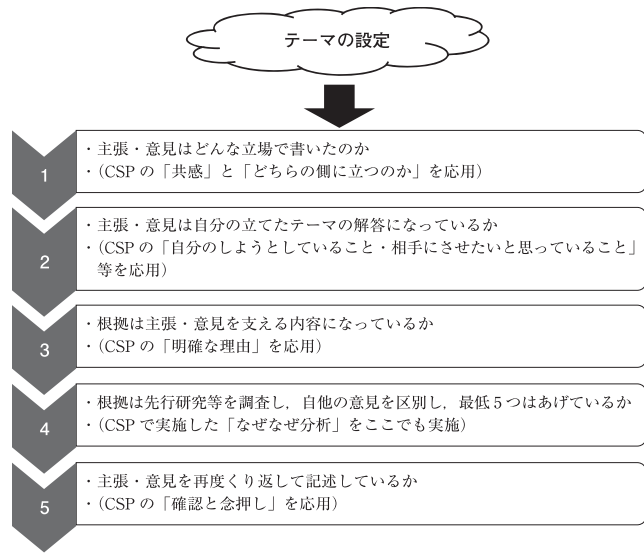 テーマの設定
1
・主張・意見はどんな立場で書いたのか
・（CSP の「共感」と「どちらの側に立つのか」を応用）
2
・主張・意見は自分の立てたテーマの解答になっているか
・（CSP の「自分のしようとしていること・相手にさせたいと思っていること」
等を応用）
3
・根拠は主張・意見を支える内容になっているか
・（CSP の「明確な理由」を応用）
4
・根拠は先行研究等を調査し，自他の意見を区別し，最低５つはあげているか
・（CSP で実施した「なぜなぜ分析」をここでも実施）
5
・主張・意見を再度くり返して記述しているか
・（CSP の「確認と念押し」を応用）